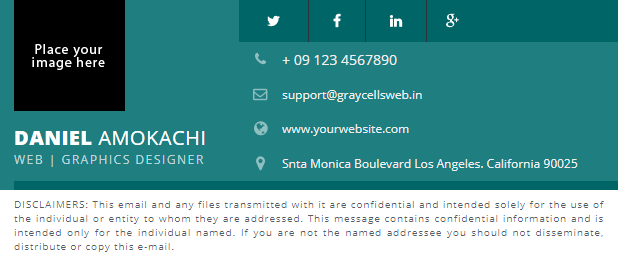 Place your
image here
DANIEL AMOKACHI
WEB | GRAPHICS DESIGNER
+ 09 123 4567890
support@graycellsweb.in
www.yourwebsite.com
Snta Monica Boulevard Los Angeles. California 90025
DISCLAIMERS: This email and any files transmitted with it are confidential and intended solely for the use of
the individual or entity to whom they are addressed. This message contains confidential information and is
intended only for the individual named. If you are not the named addressee you should not disseminate,
distribute or copy this e-mail.